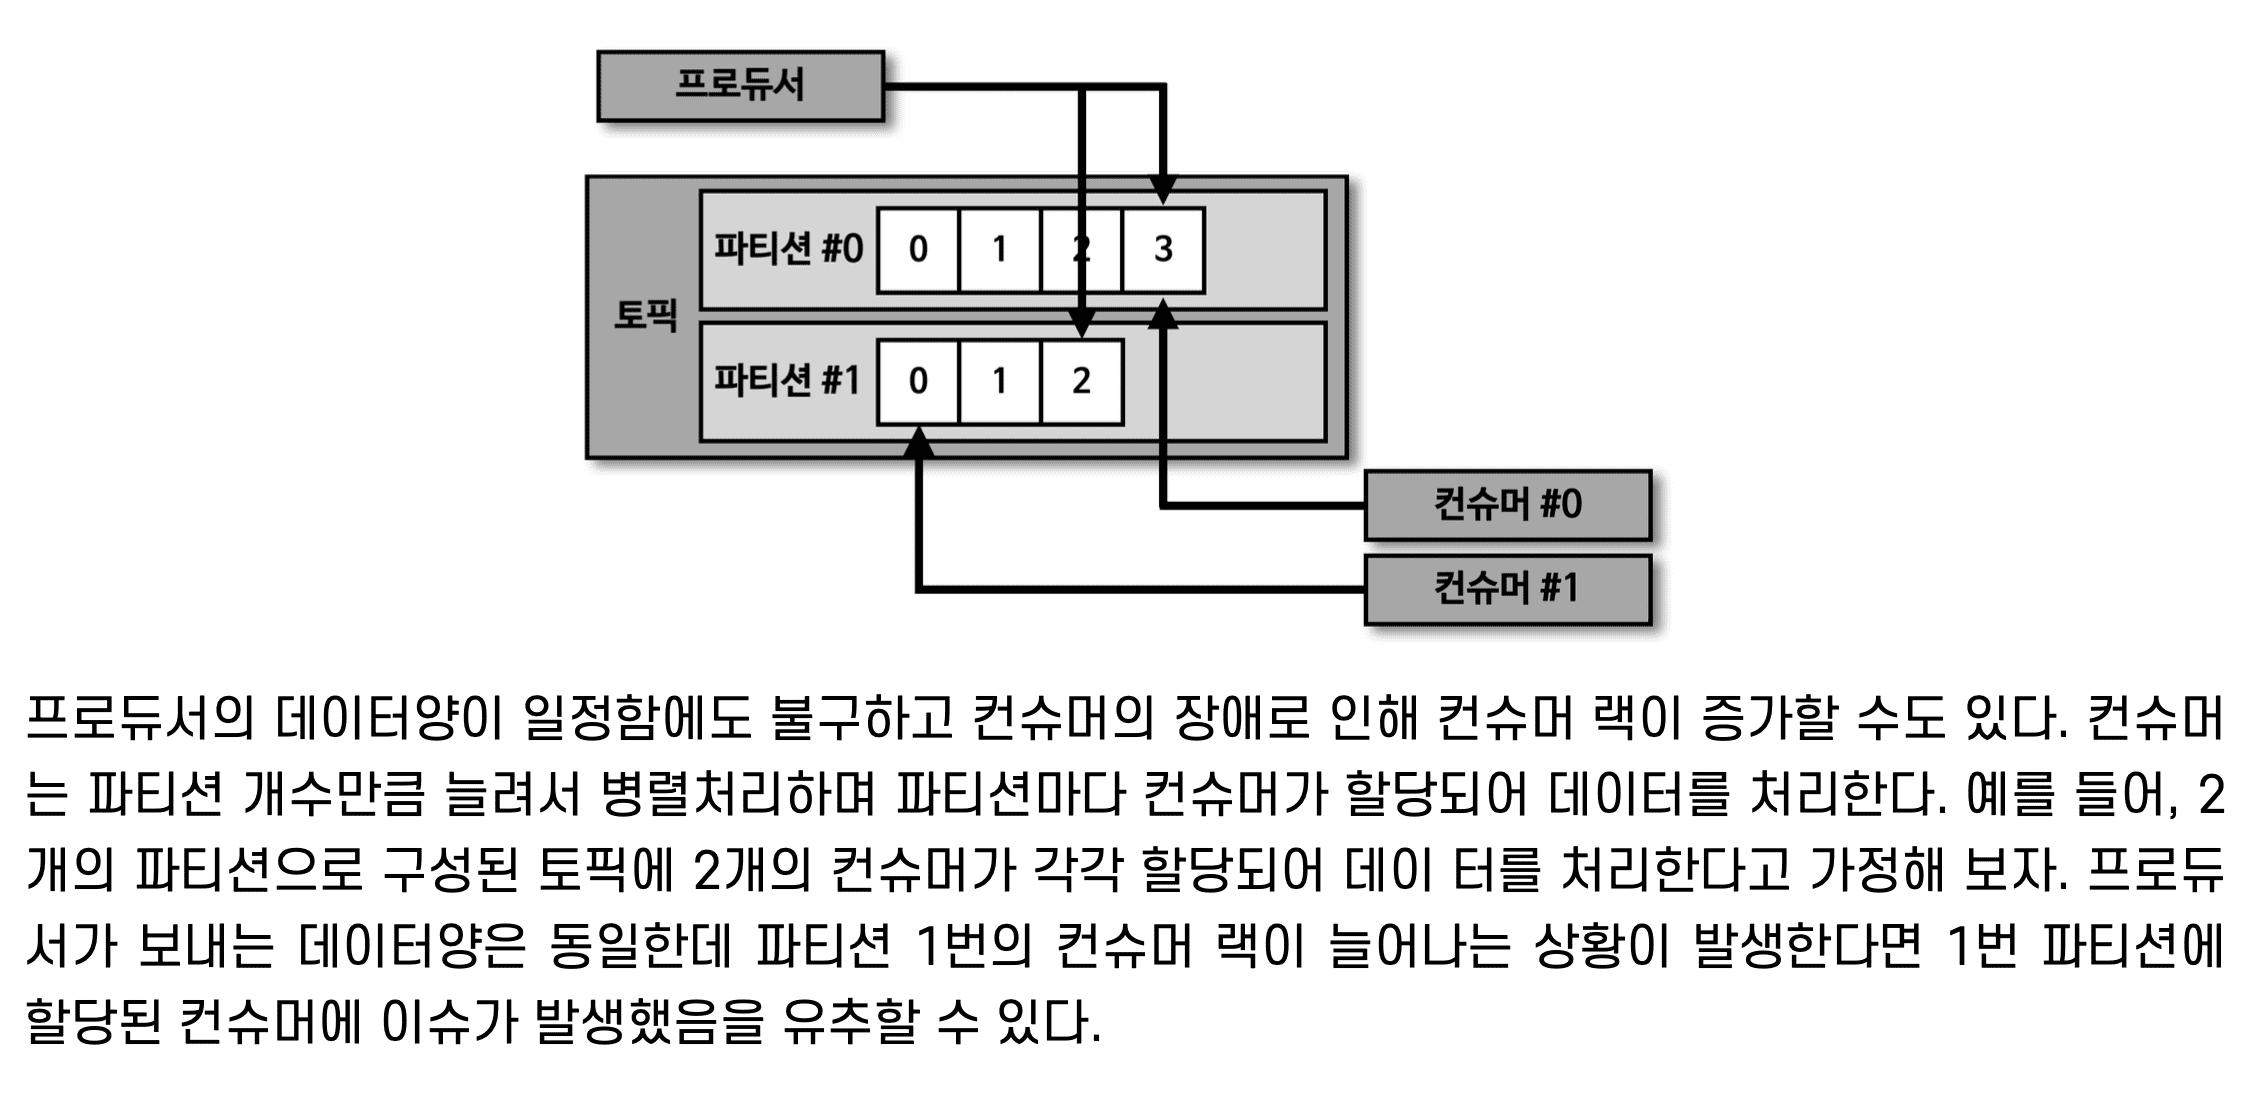 프로듀서
파티션 #0
0
1
2
3
토픽
파티션 #1
0
1
2
컨슈머 #0
컨슈머 #1
프로듀서의 데이터양이 일정함에도 불구하고 컨슈머의 장애로 인해 컨슈머 랙이 증가할 수도 있다. 컨슈머
는 파티션 개수만큼 늘려서 병렬처리하며 파티션마다 컨슈머가 할당되어 데이터를 처리한다. 예를 들어, 2
개의 파티션으로 구성된 토픽에 2개의 컨슈머가 각각 할당되어 데이 터를 처리한다고 가정해 보자. 프로듀
서가 보내는 데이터양은 동일한데 파티션 1번의 컨슈머 랙이 늘어나는 상황이 발생한다면 1번 파티션에
할당된 컨슈머에 이슈가 발생했음을 유추할 수 있다.